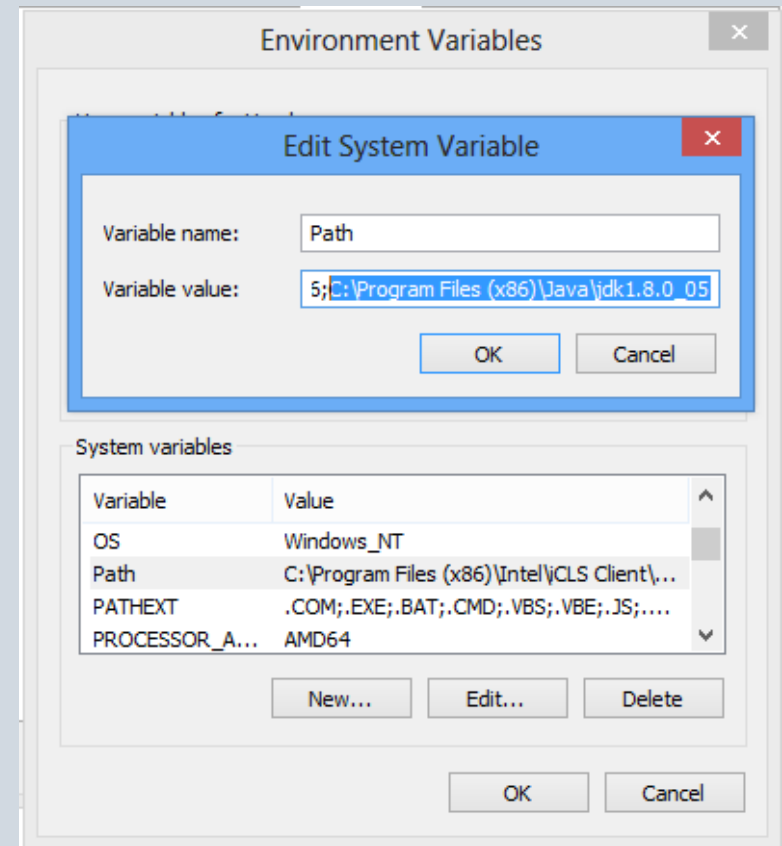 Environment Variables
Edit System Variable
Variable name:
Path
Variable value:
5;C:\Program Files (x86)\Java\jdk1.8.0_05
OK
Cancel
System variables
Variable
Value
OS
Windows_NT
Path
C:\Program Files (x86)\Intel\iCLS Client\...
PATHEXT
.COM;.EXE;.BAT;.CMD;.VBS;.VBE;.JS;....
PROCESSOR_A...
AMD64
New...
Edit...
Delete
OK
Cancel